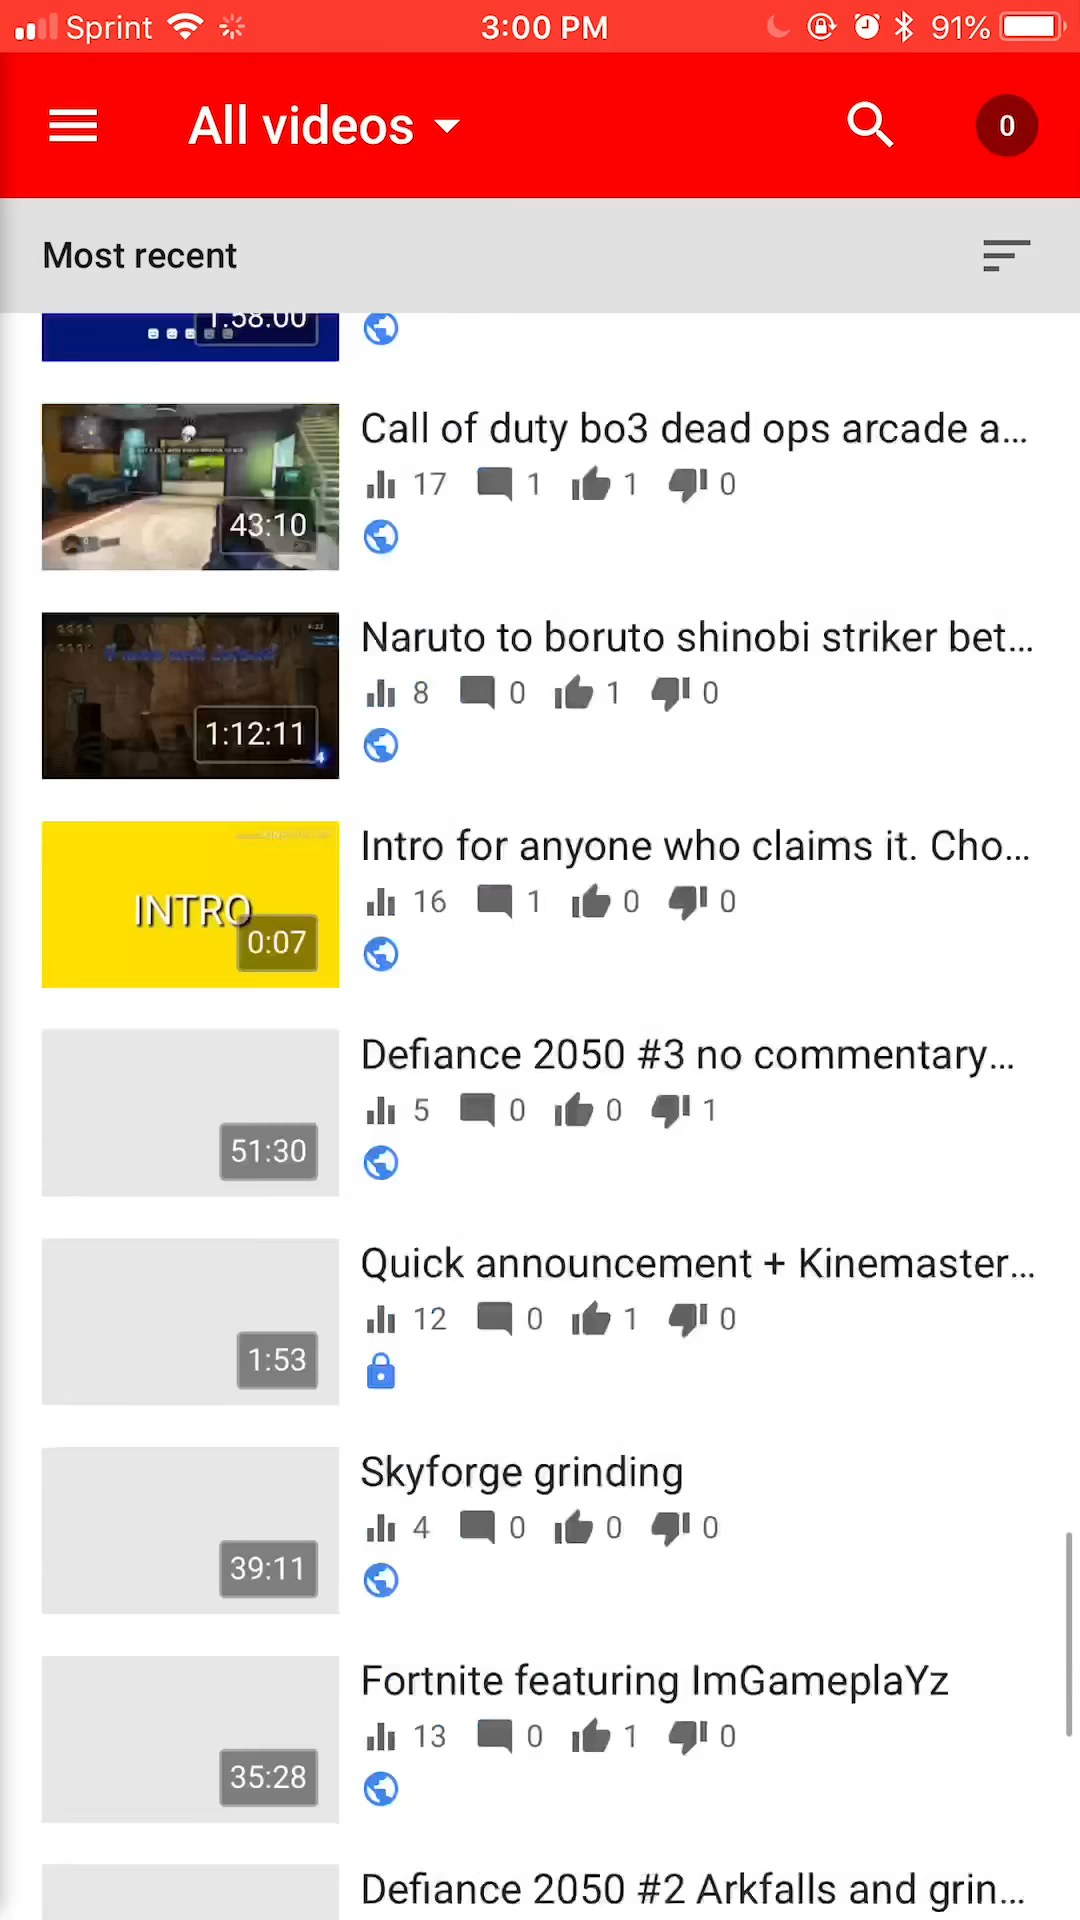 Sprint 3:00 PM 91%
All videos 0
Most recent
1:58:00
Call of duty bo3 dead ops arcade a...
17 1 1 0
43:10
Naruto to boruto shinobi striker bet...
8 0 1 0
1:12:11
Intro for anyone who claims it. Cho...
16 1 0 0
INTRO
0:07
Defiance 2050 #3 no commentary...
5 0 0 1
51:30
Quick announcement + Kinemaster...
12 0 1 0
1:53
Skyforge grinding
4 0 0 0
39:11
Fortnite featuring ImGameplaYz
13 0 1 0
35:28
Defiance 2050 #2 Arkfalls and grin...